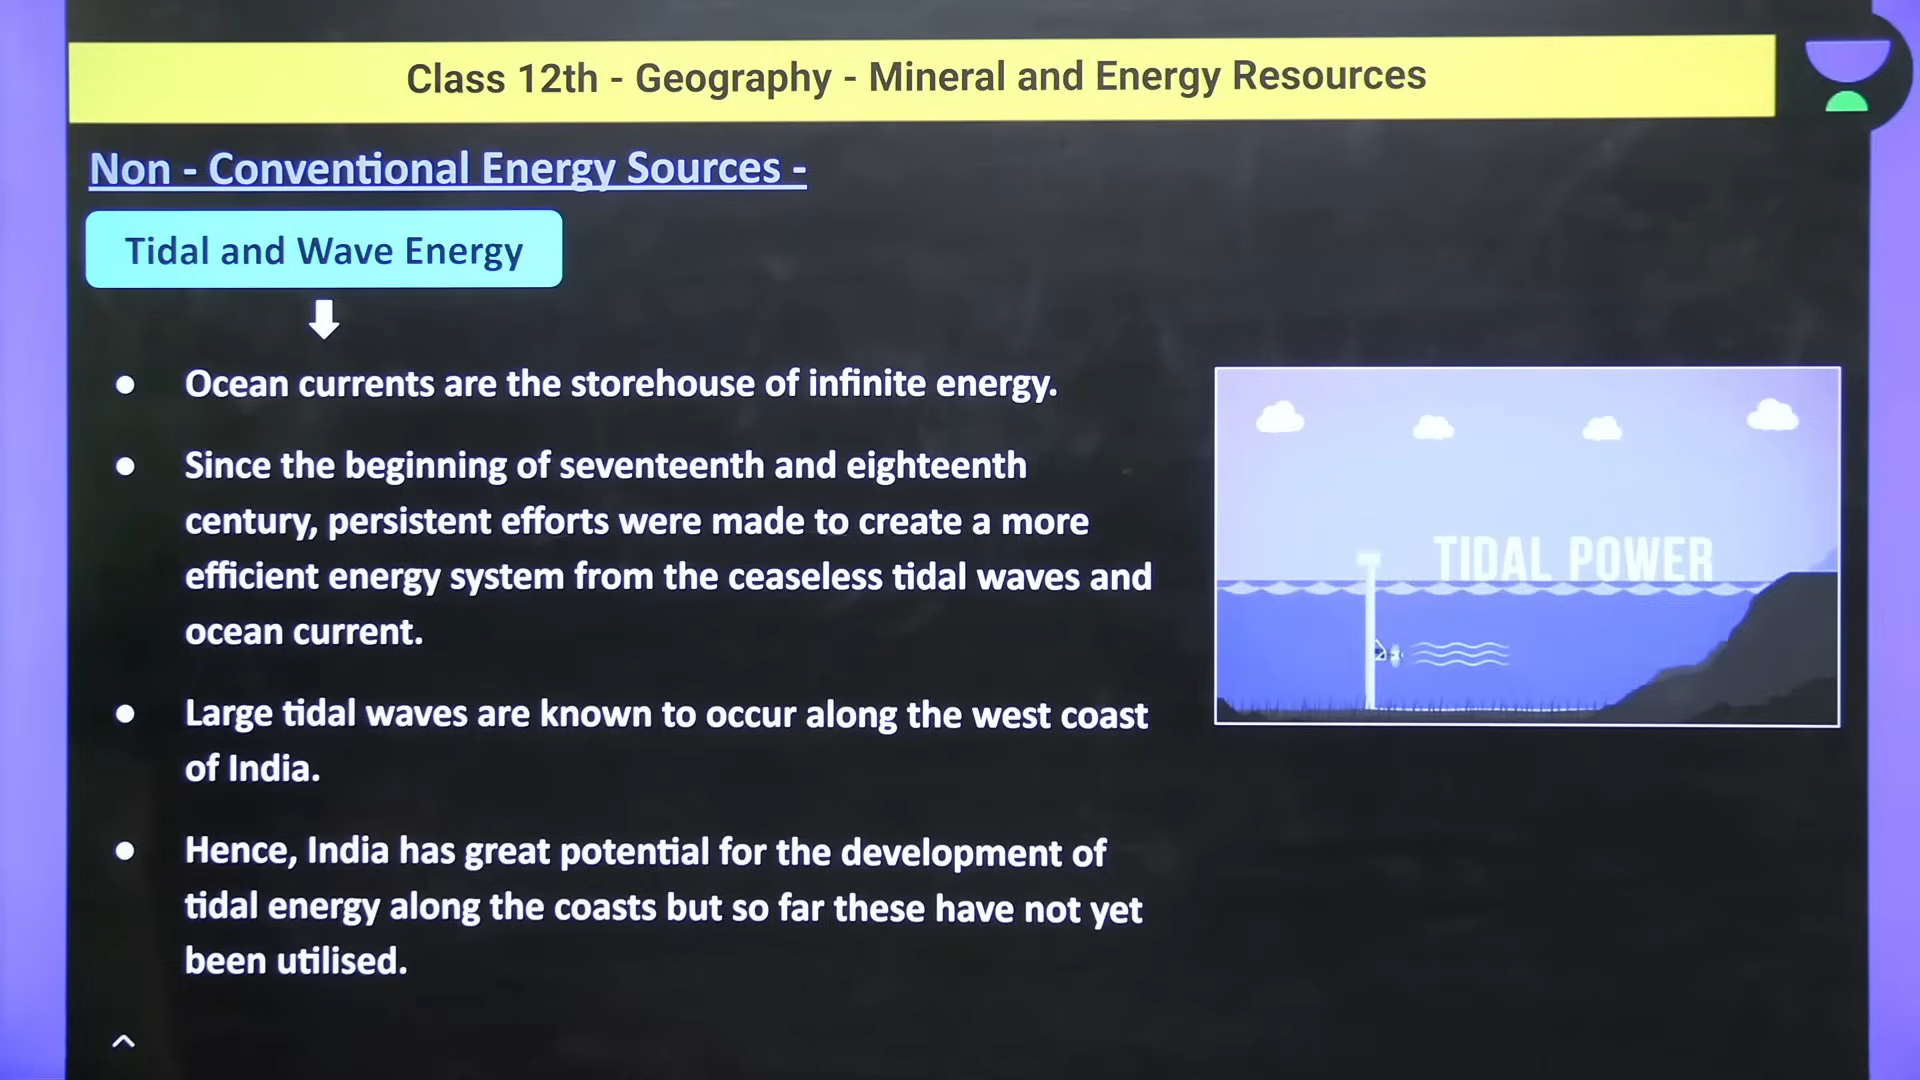 Class 12th - Geography - Mineral and Energy Resources
Non - Conventional Energy Sources -
Tidal and Wave Energy
● Ocean currents are the storehouse of infinite energy.
● Since the beginning of seventeenth and eighteenth
century, persistent efforts were made to create a more
efficient energy system from the ceaseless tidal waves and
ocean current.
● Large tidal waves are known to occur along the west coast
of India.
● Hence, India has great potential for the development of
tidal energy along the coasts but so far these have not yet
been utilised.
TIDAL POWER